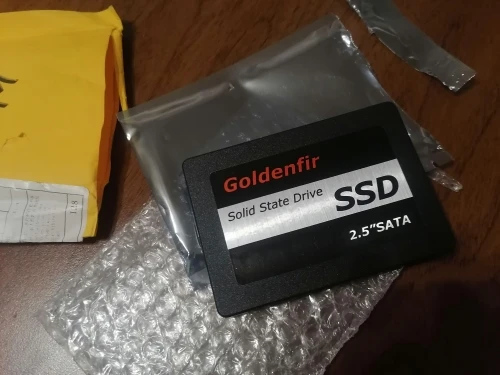 Goldenfir
Solid State Drive
SSD
2.5"SATA